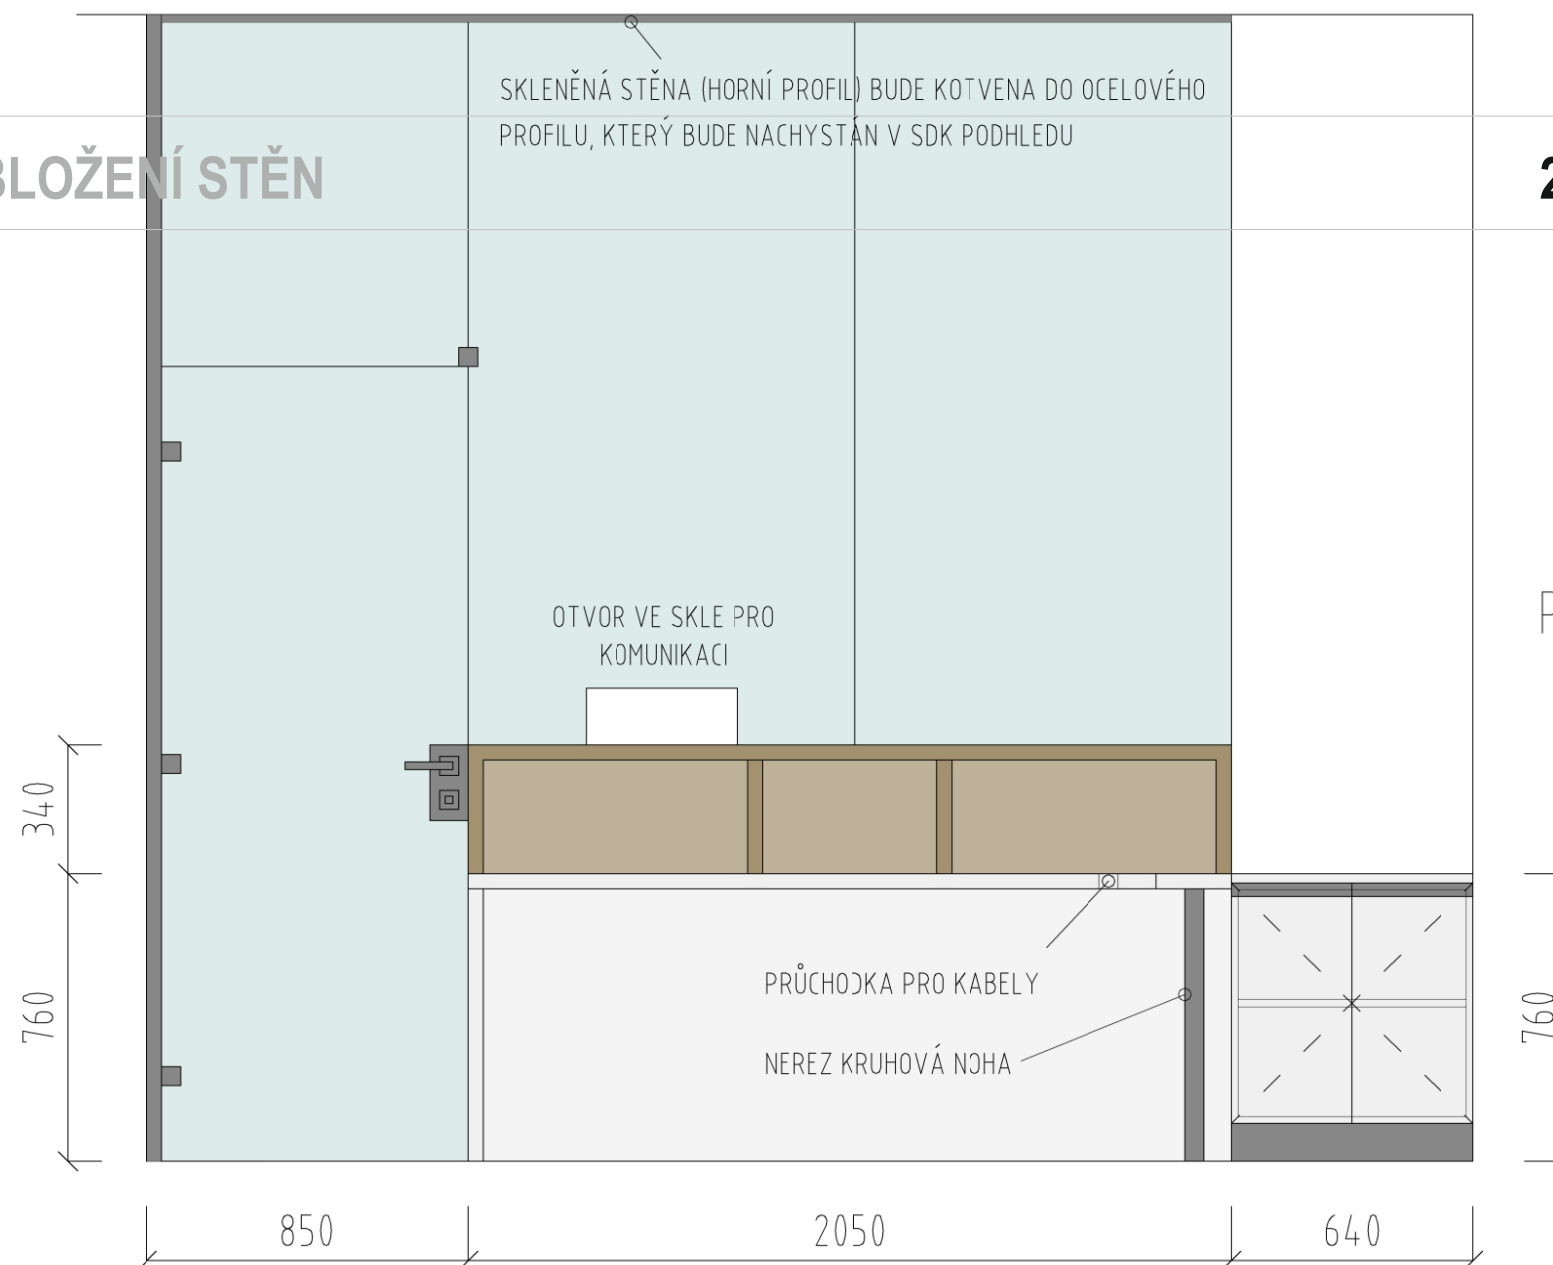 SKLENĚNÁ STĚNA (HORNÍ PROFIL) BUDE KOTVENA DO OCELOVÉHO
PROFILU, KTERÝ BUDE NACHYSTÁN V SDK PODHLEDU
BLOŽENÍ STĚN
2
OTVOR VE SKLE PRO
KOMUNIKACI
P
340
760
PRŮCHODKA PRO KABELY
NEREZ KRUHOVÁ NOHA
760
850
2050
640